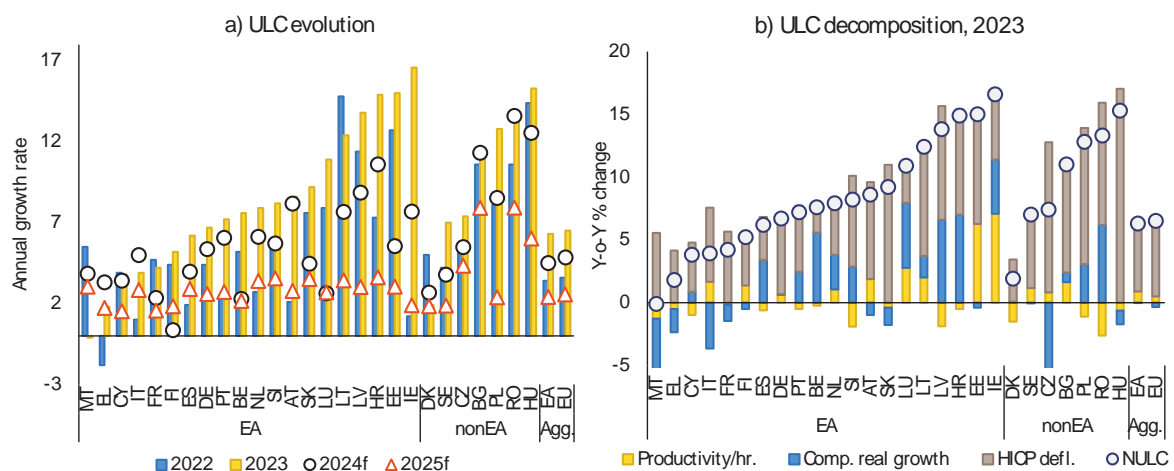 a) ULC evolution
Annual growth rate
17
12
7
2
-3
MT EL CY IT FR FI ES DE PT BE NL SI AT SK LU LT LV HR EE IE DK SE CZ BG PL RO HU EA EU
EA nonEA Agg.
2022 2023 2024f 2025f
b) ULC decomposition, 2023
Y-o-Y % change
20
15
10
5
0
-5
MT EL CY IT FR FI ES DE PT BE NL SI AT SK LU LT LV HR EE IE DK SE CZ BG PL RO HU EA EU
EA nonEA Agg.
Productivity/hr. Comp. real growth HICP defl. NULC